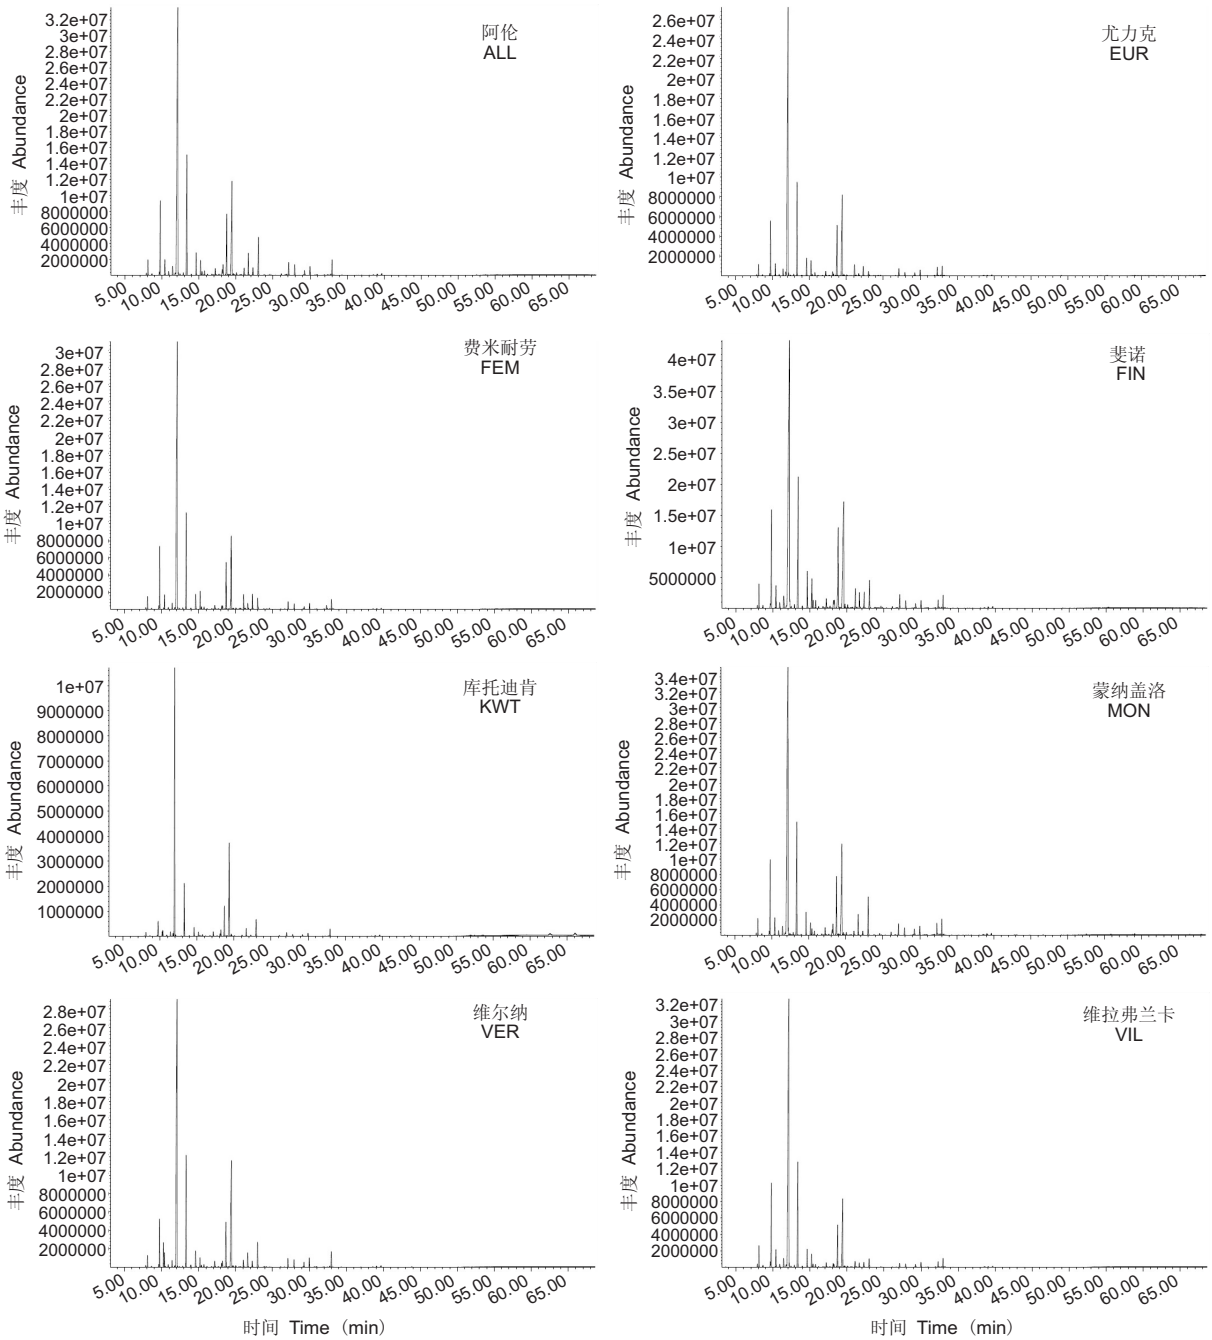 阿伦
ALL
丰度 Abundance
3.2e+07
3e+07
2.8e+07
2.6e+07
2.4e+07
2.2e+07
2e+07
1.8e+07
1.6e+07
1.4e+07
1.2e+07
1e+07
8000000
6000000
4000000
2000000
5.00 10.00 15.00 20.00 25.00 30.00 35.00 40.00 45.00 50.00 55.00 60.00 65.00
尤力克
EUR
丰度 Abundance
2.6e+07
2.4e+07
2.2e+07
2e+07
1.8e+07
1.6e+07
1.4e+07
1.2e+07
1e+07
8000000
6000000
4000000
2000000
5.00 10.00 15.00 20.00 25.00 30.00 35.00 40.00 45.00 50.00 55.00 60.00 65.00
费米耐劳
FEM
丰度 Abundance
3e+07
2.8e+07
2.6e+07
2.4e+07
2.2e+07
2e+07
1.8e+07
1.6e+07
1.4e+07
1.2e+07
1e+07
8000000
6000000
4000000
2000000
5.00 10.00 15.00 20.00 25.00 30.00 35.00 40.00 45.00 50.00 55.00 60.00 65.00
斐诺
FIN
丰度 Abundance
4e+07
3.5e+07
3e+07
2.5e+07
2e+07
1.5e+07
1e+07
5000000
5.00 10.00 15.00 20.00 25.00 30.00 35.00 40.00 45.00 50.00 55.00 60.00 65.00
库托迪肯
KWT
丰度 Abundance
1e+07
9000000
8000000
7000000
6000000
5000000
4000000
3000000
2000000
1000000
5.00 10.00 15.00 20.00 25.00 30.00 35.00 40.00 45.00 50.00 55.00 60.00 65.00
蒙纳盖洛
MON
丰度 Abundance
3.4e+07
3.2e+07
3e+07
2.8e+07
2.6e+07
2.4e+07
2.2e+07
2e+07
1.8e+07
1.6e+07
1.4e+07
1.2e+07
1e+07
8000000
6000000
4000000
2000000
5.00 10.00 15.00 20.00 25.00 30.00 35.00 40.00 45.00 50.00 55.00 60.00 65.00
维尔纳
VER
丰度 Abundance
2.8e+07
2.6e+07
2.4e+07
2.2e+07
2e+07
1.8e+07
1.6e+07
1.4e+07
1.2e+07
1e+07
8000000
6000000
4000000
2000000
5.00 10.00 15.00 20.00 25.00 30.00 35.00 40.00 45.00 50.00 55.00 60.00 65.00
时间 Time (min)
维拉弗兰卡
VIL
丰度 Abundance
3.2e+07
3e+07
2.8e+07
2.6e+07
2.4e+07
2.2e+07
2e+07
1.8e+07
1.6e+07
1.4e+07
1.2e+07
1e+07
8000000
6000000
4000000
2000000
5.00 10.00 15.00 20.00 25.00 30.00 35.00 40.00 45.00 50.00 55.00 60.00 65.00
时间 Time (min)